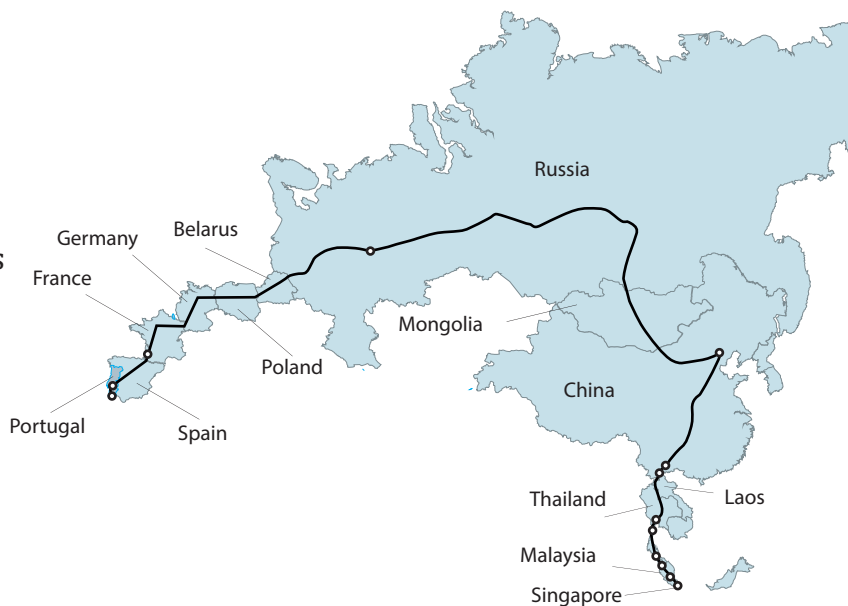 Russia
Belarus
Germany
s
France
Mongolia
Poland
China
Portugal
Spain
Thailand
Laos
Malaysia
Singapore